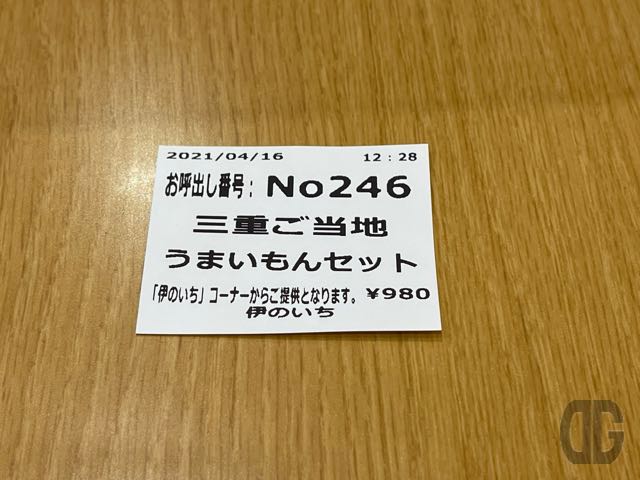 2021/04/16 12:28
お呼出し番号: No246
三重ご当地
うまいもんセット
「伊のいち」コーナーからご提供となります。 ¥980
伊のいち
DG